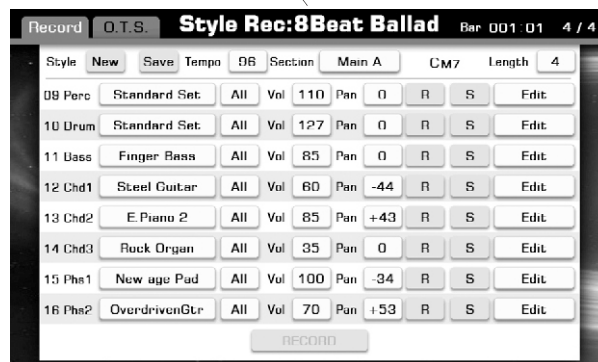 Record O.T.S. Style Rec:8Beat Ballad Bar 001:01 4/4
Style New Save Tempo 96 Section Main A CM7 Length 4
09 Perc Standard Set All Vol 110 Pan 0 R S Edit
10 Drum Standard Set All Vol 127 Pan 0 R S Edit
11 Bass Finger Bass All Vol 85 Pan 0 R S Edit
12 Chd1 Steel Guitar All Vol 60 Pan -44 R S Edit
13 Chd2 E.Piano 2 All Vol 85 Pan +43 R S Edit
14 Chd3 Rock Organ All Vol 35 Pan 0 R S Edit
15 Phs1 New age Pad All Vol 100 Pan -34 R S Edit
16 Phs2 OverdrivenGtr All Vol 70 Pan +53 R S Edit
RECORD